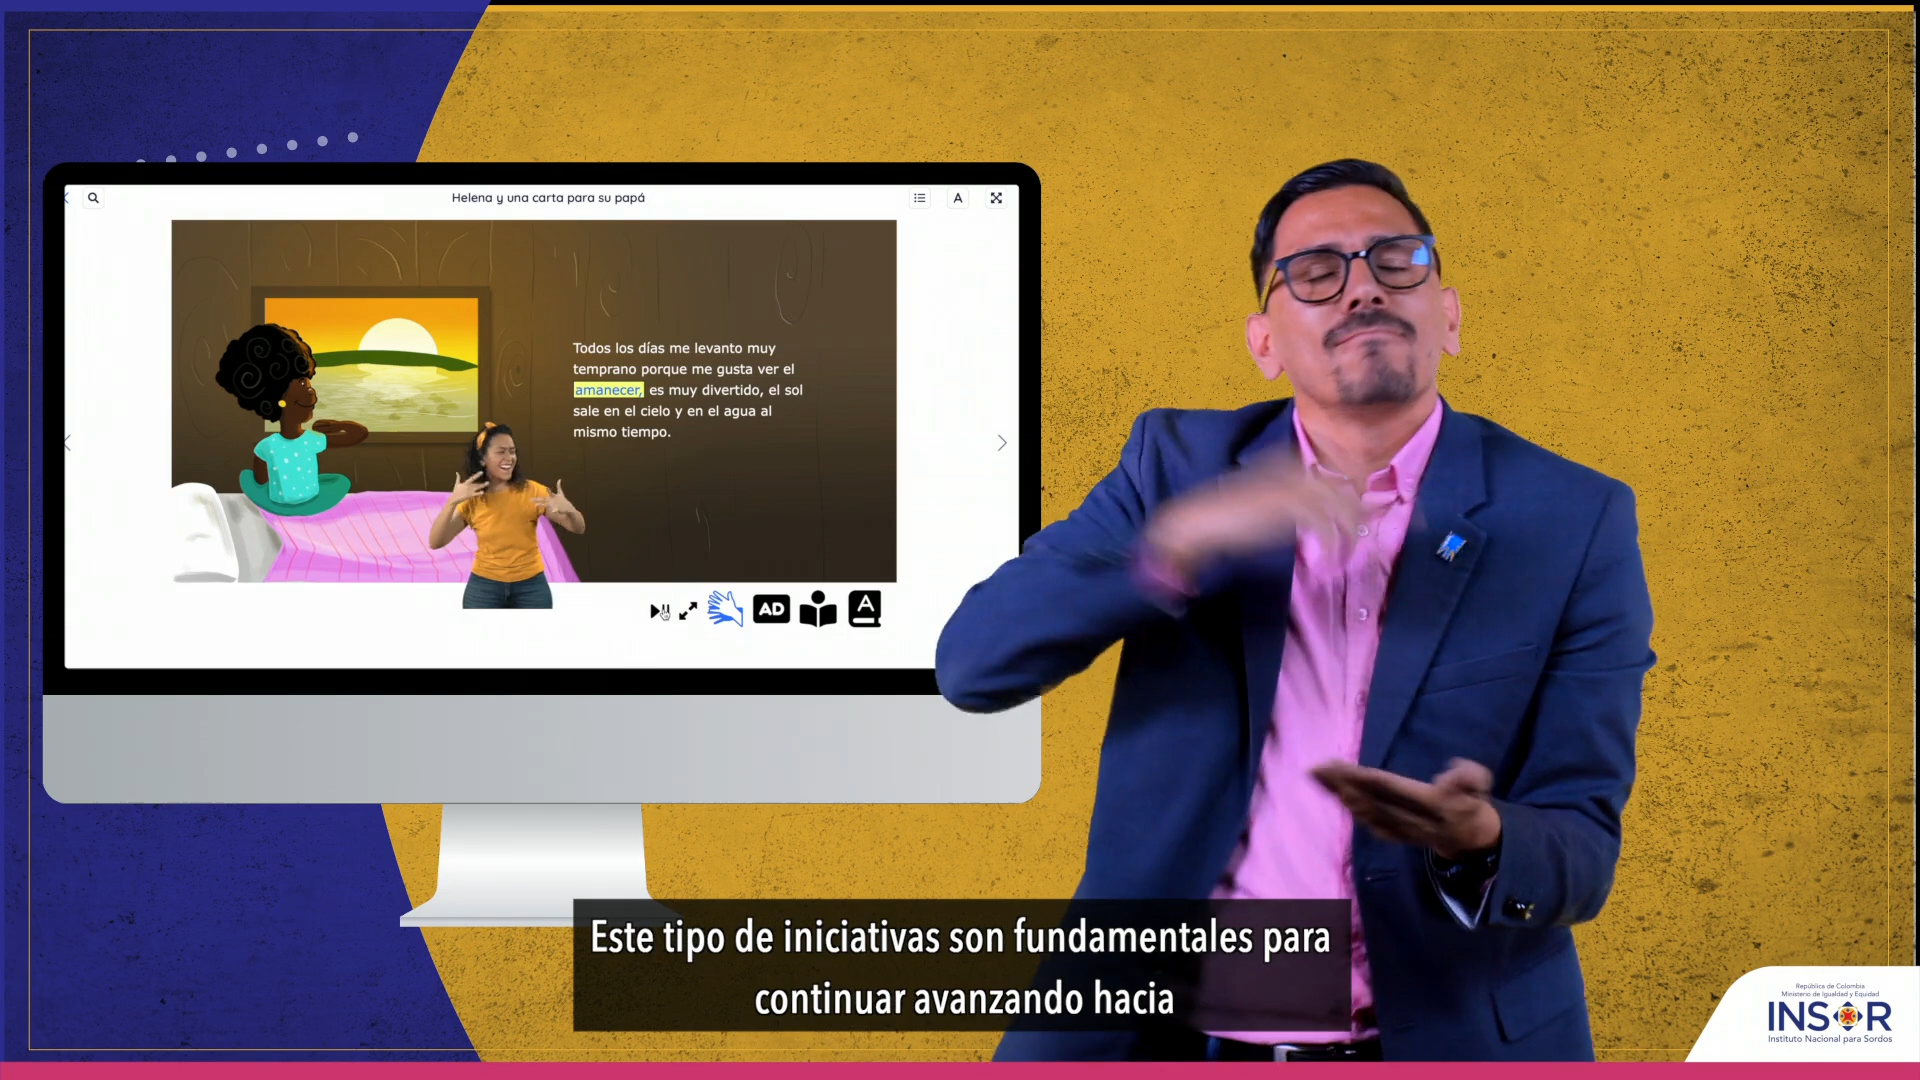 Helena y una carta para su papá
A
Todos los días me levanto muy
temprano porque me gusta ver el
amanecer, es muy divertido, el sol
sale en el cielo y en el agua al
mismo tiempo.
AD
A
Este tipo de iniciativas son fundamentales para
continuar avanzando hacia
República de Colombia
Ministerio de Igualdad y Equidad
INSOR
Instituto Nacional para Sordos